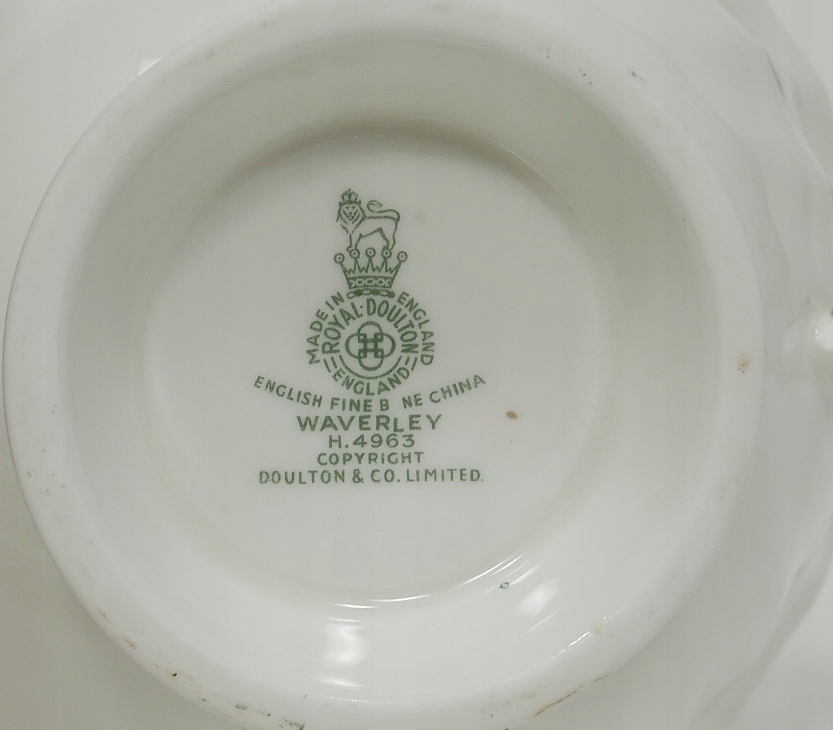 MADE IN ENGLAND
ROYAL·DOULTON
ENGLAND
ENGLISH FINE B NE CHINA
WAVERLEY
H.4963
COPYRIGHT
DOULTON & CO. LIMITED.